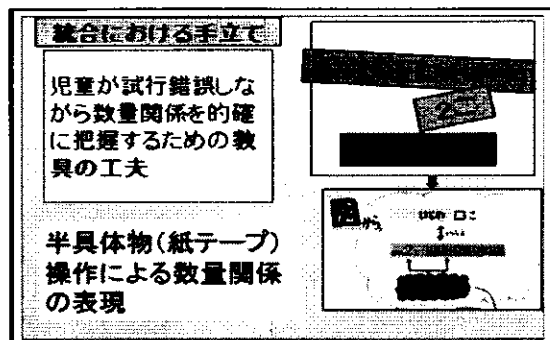 統合における手立て
児童が試行錯誤しな
がら数量関係を的確
に把握するための教
具の工夫
半具体物(紙テープ)
操作による数量関係
の表現
図から